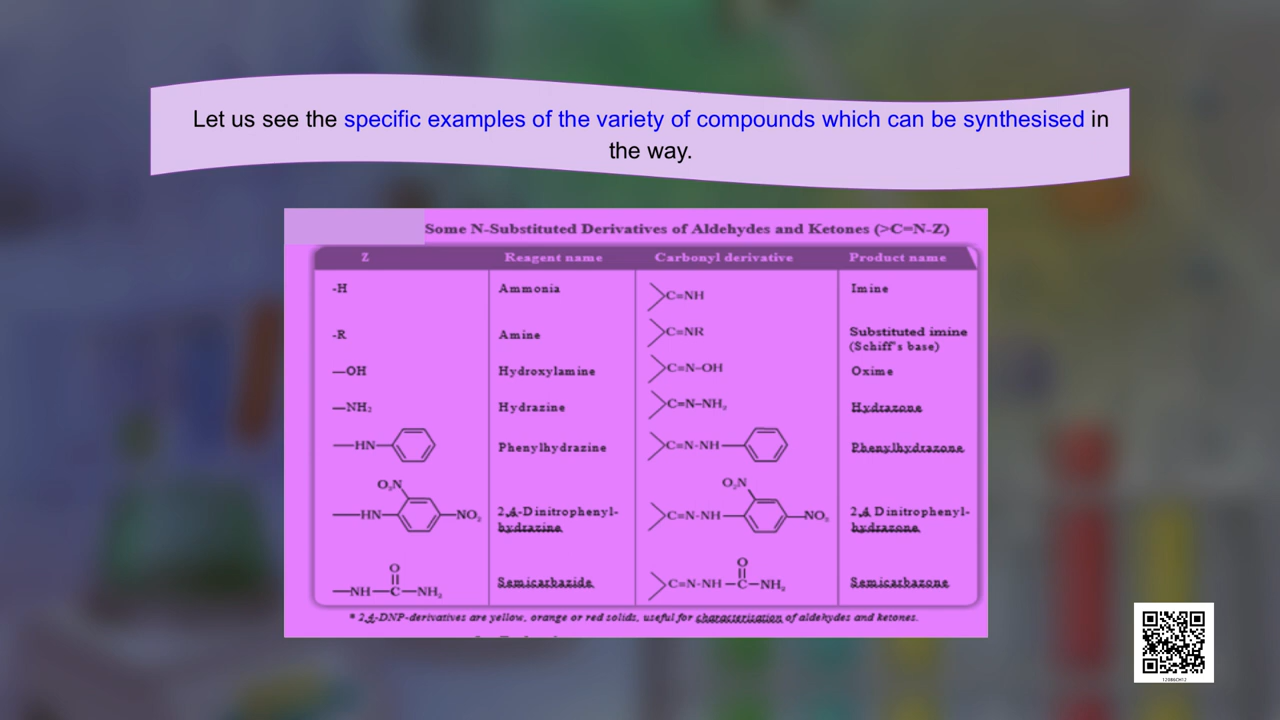 Let us see the specific examples of the variety of compounds which can be synthesised in
the way.
Some N-Substituted Derivatives of Aldehydes and Ketones (>C=N-Z)
Z Reagent name Carbonyl derivative Product name
-H Ammonia >C=NH Imine
-R Amine >C=NR Substituted imine
(Schiff's base)
—OH Hydroxylamine >C=N–OH Oxime
—NH₂ Hydrazine >C=N–NH₂ Hydrazone
—HN— Phenylhydrazine >C=N-NH— Phenylhydrazone
O₂N O₂N
—HN— —NO₂ 2,4-Dinitrophenyl- >C=N-NH— —NO₂ 2,4 Dinitrophenyl-
hydrazine hydrazone
O O
—NH—C—NH₂ Semicarbazide >C=N-NH—C—NH₂ Semicarbazone
* 2,4-DNP-derivatives are yellow, orange or red solids, useful for characterisation of aldehydes and ketones.
12086CH12